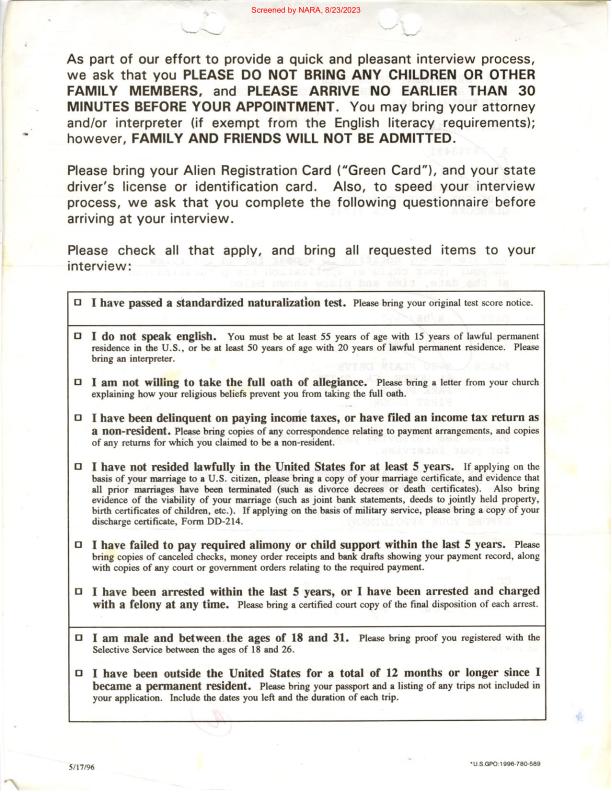 Screened by NARA, 8/23/2023
As part of our effort to provide a quick and pleasant interview process,
we ask that you PLEASE DO NOT BRING ANY CHILDREN OR OTHER
FAMILY MEMBERS, and PLEASE ARRIVE NO EARLIER THAN 30
MINUTES BEFORE YOUR APPOINTMENT. You may bring your attorney
and/or interpreter (if exempt from the English literacy requirements);
however, FAMILY AND FRIENDS WILL NOT BE ADMITTED.
Please bring your Alien Registration Card ("Green Card"), and your state
driver's license or identification card. Also, to speed your interview
process, we ask that you complete the following questionnaire before
arriving at your interview.
Please check all that apply, and bring all requested items to your
interview:
I have passed a standardized naturalization test. Please bring your original test score notice.
I do not speak english. You must be at least 55 years of age with 15 years of lawful permanent
residence in the U.S., or be at least 50 years of age with 20 years of lawful permanent residence. Please
bring an interpreter.
I am not willing to take the full oath of allegiance. Please bring a letter from your church
explaining how your religious beliefs prevent you from taking the full oath.
I have been delinquent on paying income taxes, or have filed an income tax return as
a non-resident. Please bring copies of any correspondence relating to payment arrangements, and copies
of any returns for which you claimed to be a non-resident.
I have not resided lawfully in the United States for at least 5 years. If applying on the
basis of your marriage to a U.S. citizen, please bring a copy of your marriage certificate, and evidence that
all prior marriages have been terminated (such as divorce decrees or death certificates). Also bring
evidence of the viability of your marriage (such as joint bank statements, deeds to jointly held property,
birth certificates of children, etc.). If applying on the basis of military service, please bring a copy of your
discharge certificate, Form DD-214.
I have failed to pay required alimony or child support within the last 5 years. Please
bring copies of canceled checks, money order receipts and bank drafts showing your payment record, along
with copies of any court or government orders relating to the required payment.
I have been arrested within the last 5 years, or I have been arrested and charged
with a felony at any time. Please bring a certified court copy of the final disposition of each arrest.
I am male and between the ages of 18 and 31. Please bring proof you registered with the
Selective Service between the ages of 18 and 26.
I have been outside the United States for a total of 12 months or longer since I
became a permanent resident. Please bring your passport and a listing of any trips not included in
your application. Include the dates you left and the duration of each trip.
5/17/96
*U.S.GPO:1996-780-589